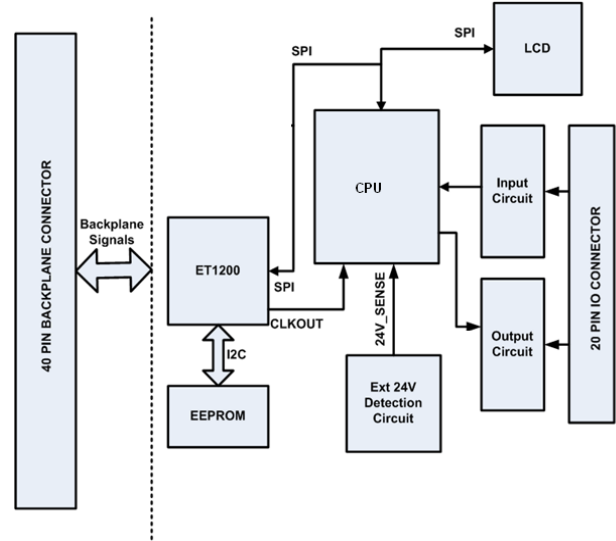 SPI
SPI
LCD
CPU
40 PIN BACKPLANE CONNECTOR
Backplane
Signals
ET1200
SPI
CLKOUT
I2C
EEPROM
24V_SENSE
Ext 24V
Detection
Circuit
Input
Circuit
Output
Circuit
20 PIN IO CONNECTOR